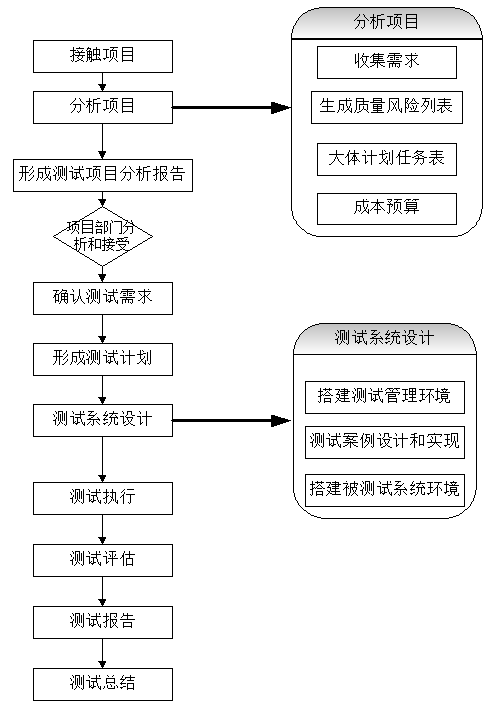 接触项目
分析项目
形成测试项目分析报告
项目部门分
析和接受
确认测试需求
形成测试计划
测试系统设计
测试执行
测试评估
测试报告
测试总结
分析项目
收集需求
生成质量风险列表
大体计划任务表
成本预算
测试系统设计
搭建测试管理环境
测试案例设计和实现
搭建被测试系统环境